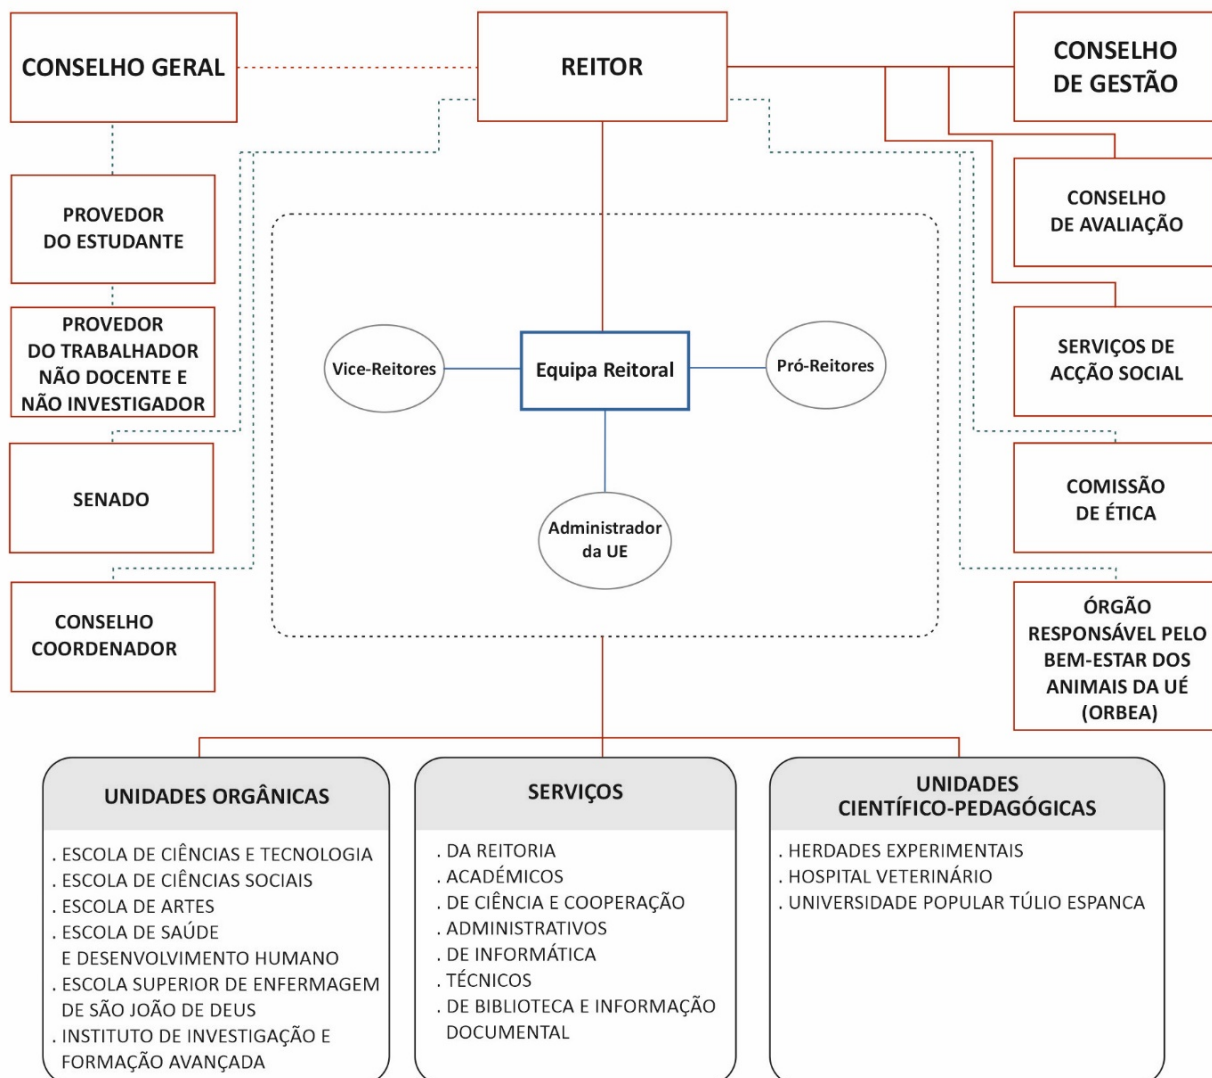 CONSELHO GERAL
REITOR
CONSELHO
DE GESTÃO
PROVEDOR
DO ESTUDANTE
CONSELHO
DE AVALIAÇÃO
PROVEDOR
DO TRABALHADOR
NÃO DOCENTE E
NÃO INVESTIGADOR
Vice-Reitores
Equipa Reitoral
Pró-Reitores
SERVIÇOS DE
ACÇÃO SOCIAL
SENADO
Administrador
da UE
COMISSÃO
DE ÉTICA
CONSELHO
COORDENADOR
ÓRGÃO
RESPONSÁVEL PELO
BEM-ESTAR DOS
ANIMAIS DA UÉ
(ORBEA)
UNIDADES ORGÂNICAS
. ESCOLA DE CIÊNCIAS E TECNOLOGIA
. ESCOLA DE CIÊNCIAS SOCIAIS
. ESCOLA DE ARTES
. ESCOLA DE SAÚDE
E DESENVOLVIMENTO HUMANO
. ESCOLA SUPERIOR DE ENFERMAGEM
DE SÃO JOÃO DE DEUS
. INSTITUTO DE INVESTIGAÇÃO E
FORMAÇÃO AVANÇADA
SERVIÇOS
. DA REITORIA
. ACADÉMICOS
. DE CIÊNCIA E COOPERAÇÃO
. ADMINISTRATIVOS
. DE INFORMÁTICA
. TÉCNICOS
. DE BIBLIOTECA E INFORMAÇÃO
DOCUMENTAL
UNIDADES
CIENTÍFICO-PEDAGÓGICAS
. HERDADES EXPERIMENTAIS
. HOSPITAL VETERINÁRIO
. UNIVERSIDADE POPULAR TÚLIO ESPANCA